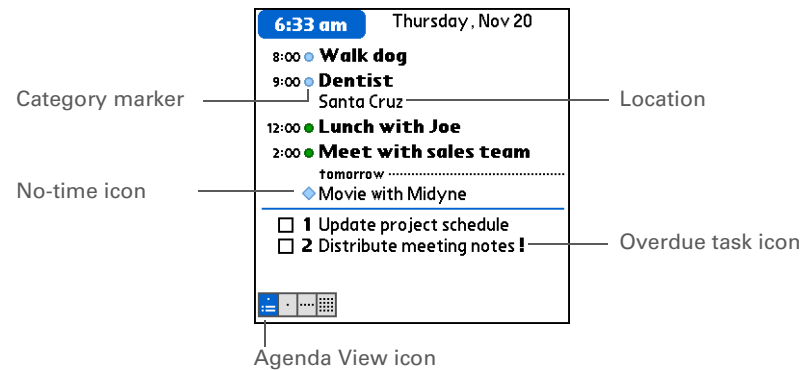 6:33 am Thursday, Nov 20
8:00 Walk dog
9:00 Dentist
Category marker
Santa Cruz
Location
12:00 Lunch with Joe
2:00 Meet with sales team
tomorrow
No-time icon
Movie with Midyne
1 Update project schedule
2 Distribute meeting notes !
Overdue task icon
Agenda View icon